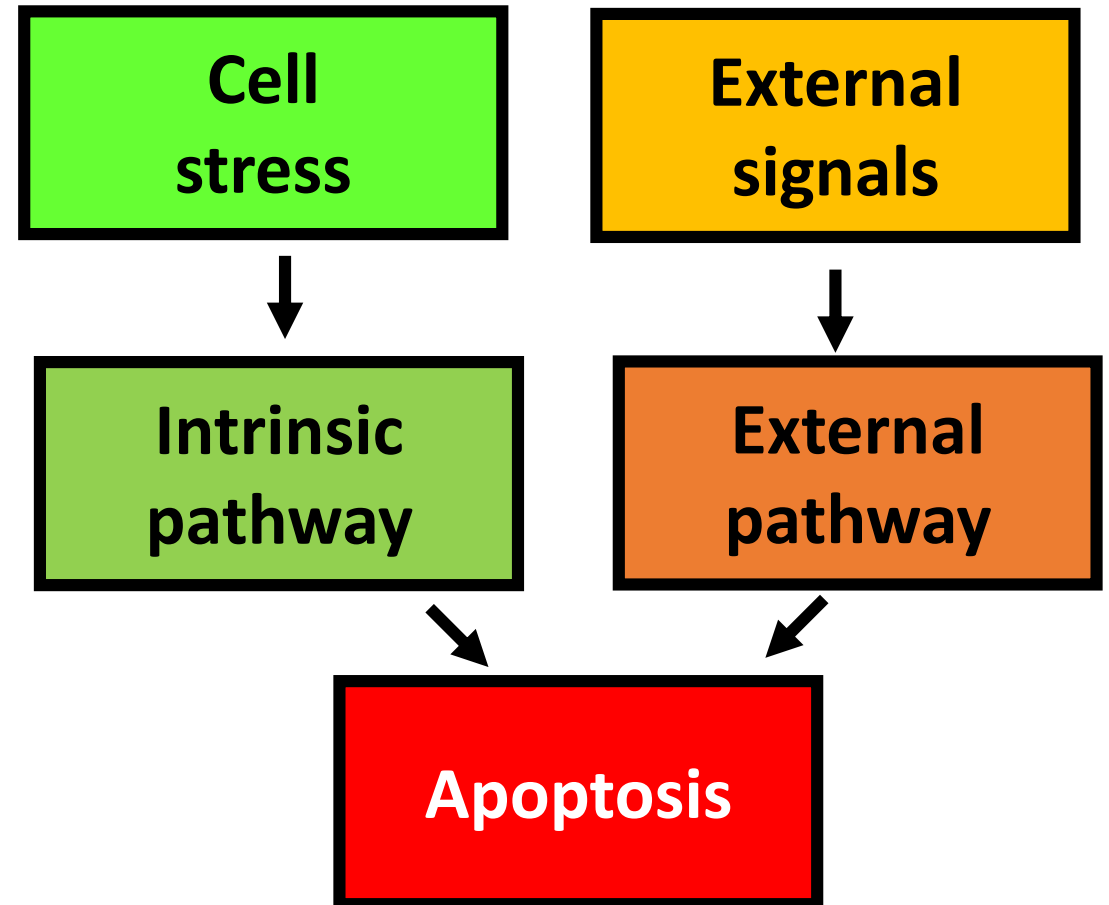 Cell
stress
External
signals
Intrinsic
pathway
External
pathway
Apoptosis